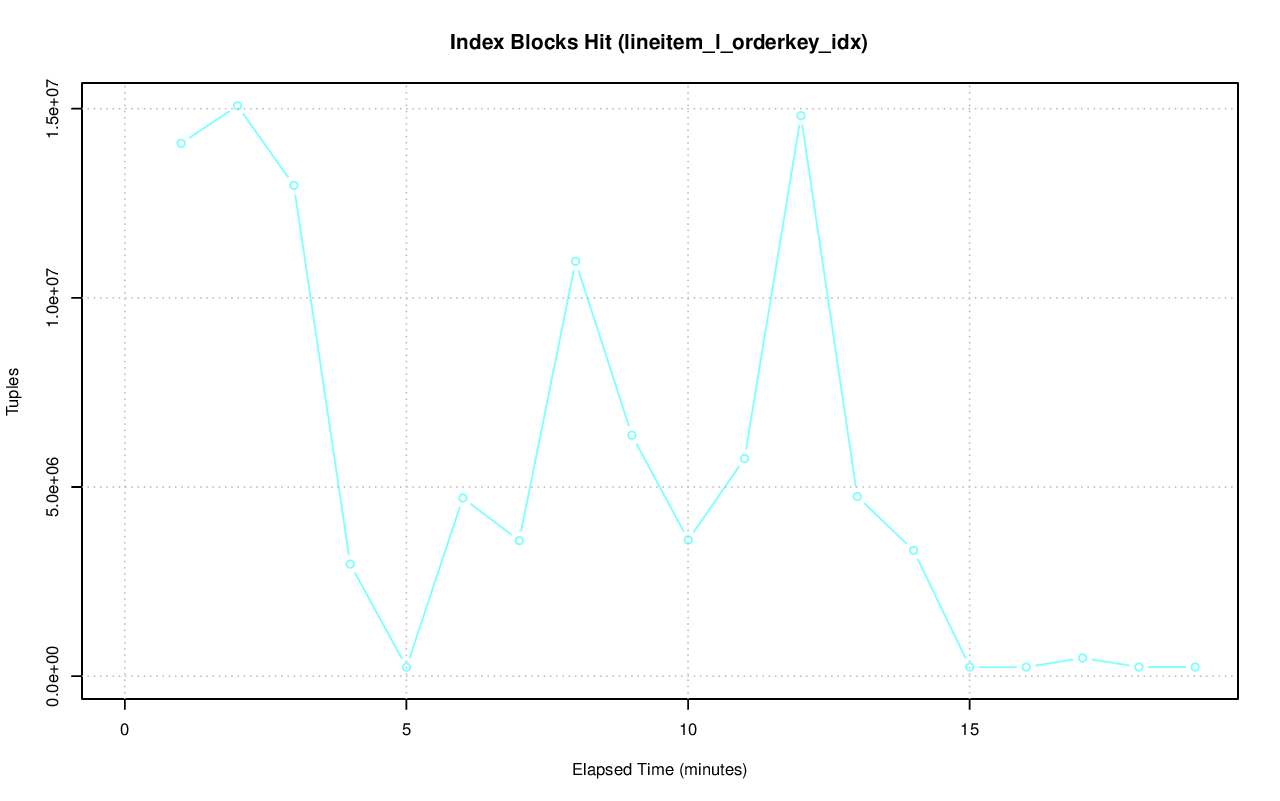 Index Blocks Hit (lineitem_l_orderkey_idx)
Tuples
1.5e+07
1.0e+07
5.0e+06
0.0e+00
0 5 10 15
Elapsed Time (minutes)